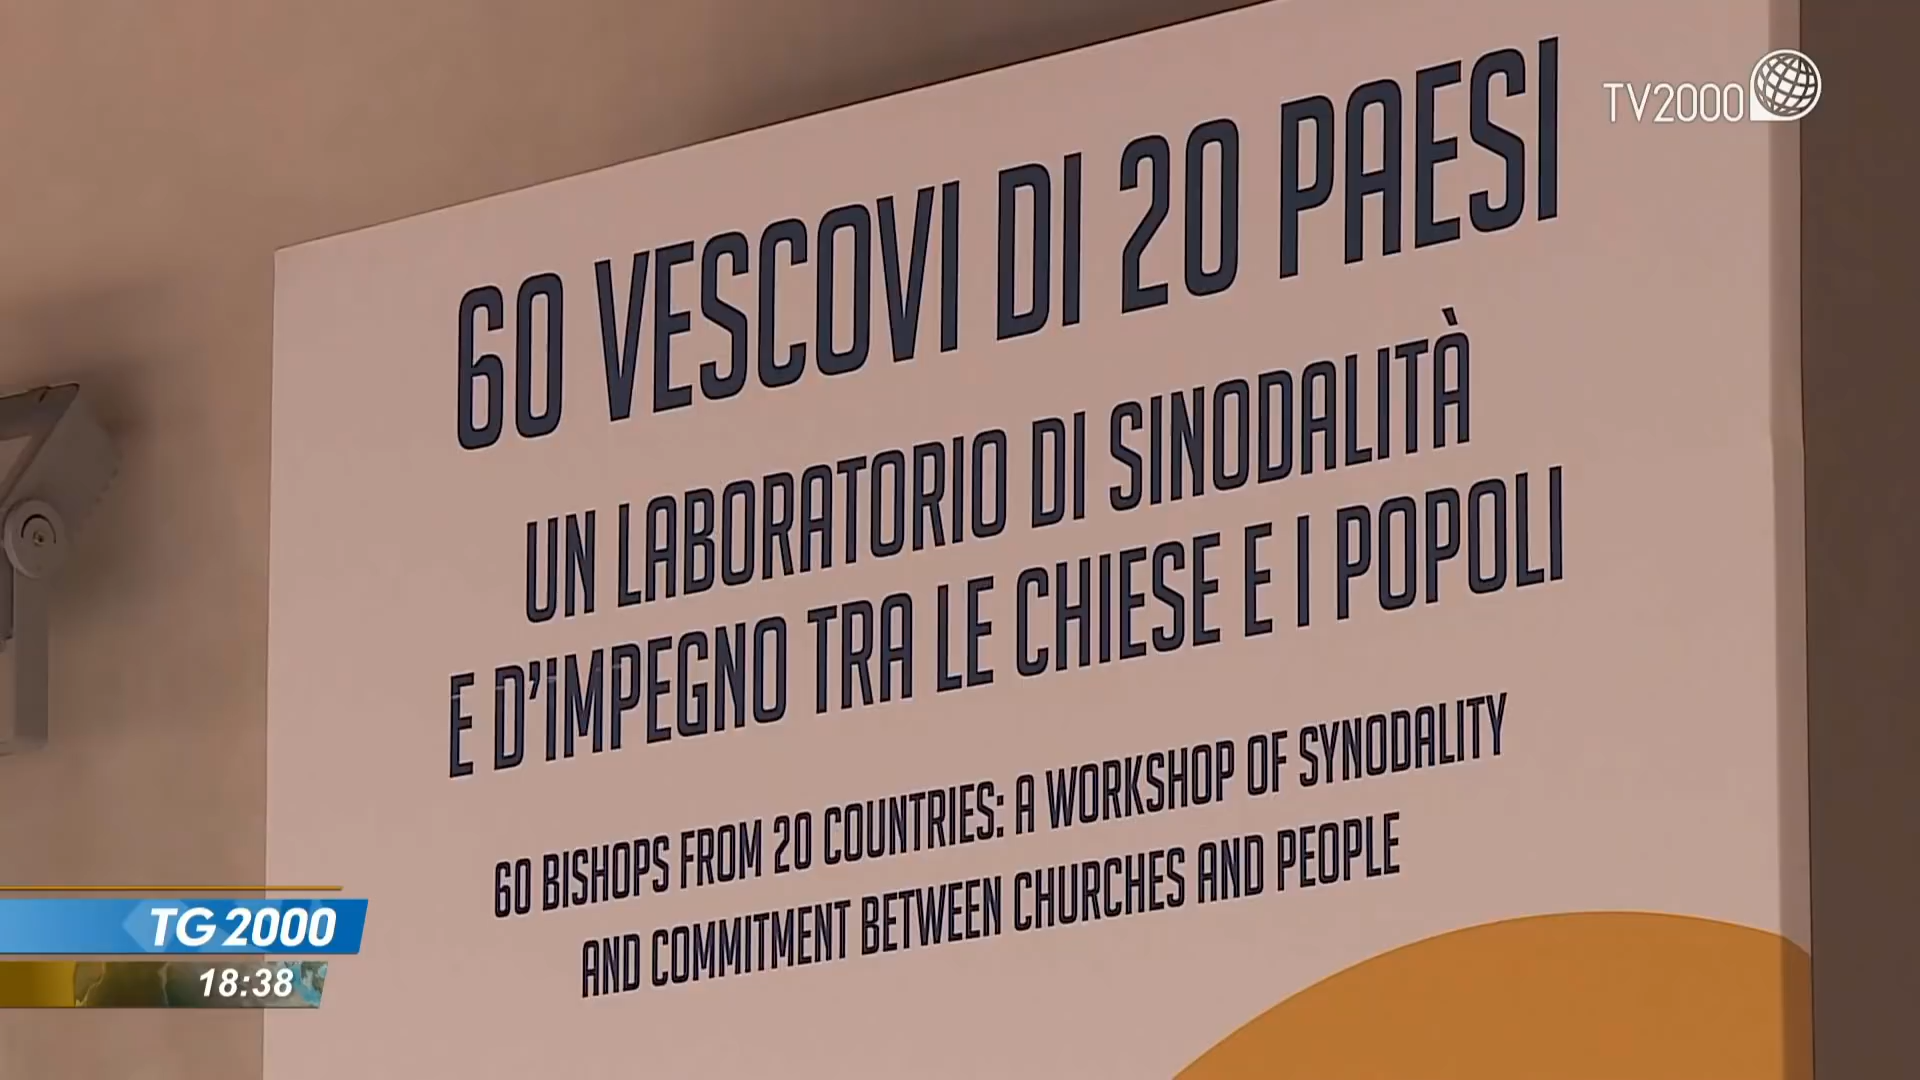 TV2000
60 VESCOVI DI 20 PAESI
UN LABORATORIO DI SINODALITÀ
E D'IMPEGNO TRA LE CHIESE E I POPOLI
60 BISHOPS FROM 20 COUNTRIES: A WORKSHOP OF SYNODALITY
AND COMMITMENT BETWEEN CHURCHES AND PEOPLE
TG 2000
18:38